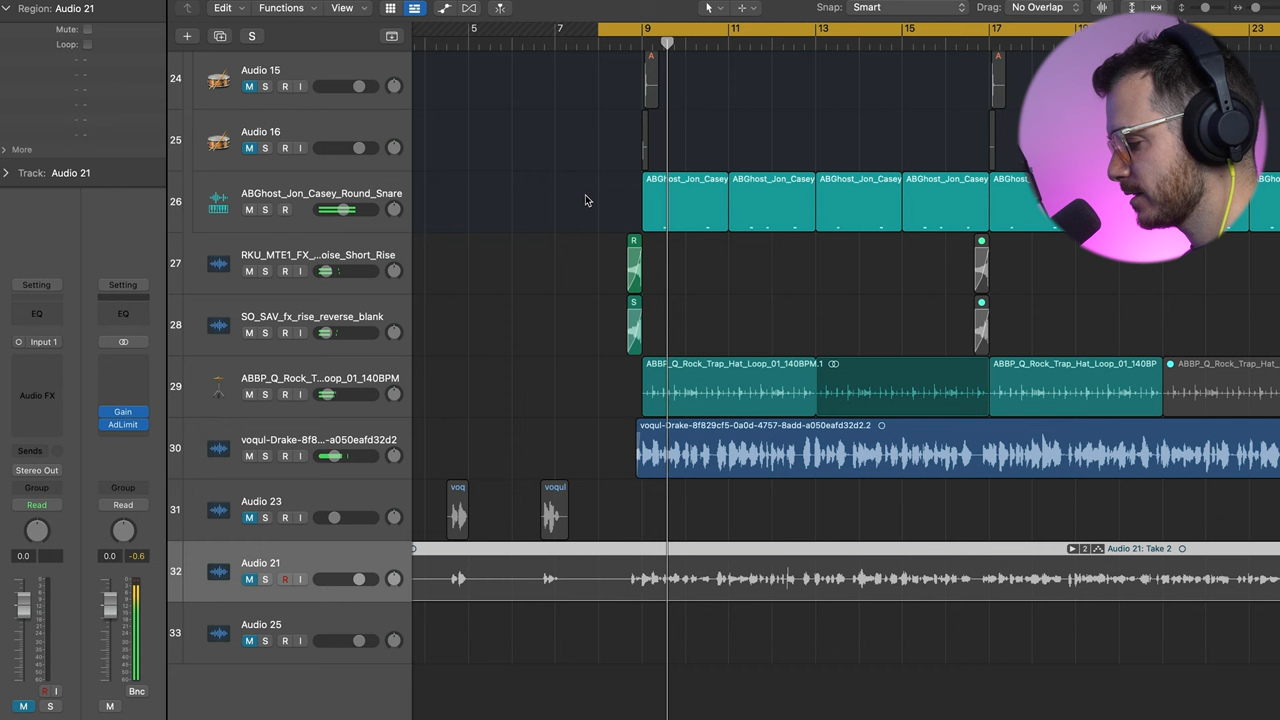 Region: Audio 21
Mute:
Loop:
More
Track: Audio 21
Setting
Setting
EQ
EQ
Input 1
Audio FX
Gain
AdLimit
Sends
Stereo Out
Group
Group
Read
Read
0.0
0.0 -0.6
R I
Bnc
M S
M
Edit Functions View
Snap: Smart
Drag: No Overlap
S
5 7 9 11 13 15 17 23
24 Audio 15
M S R I
A A
25 Audio 16
M S R I
26 ABGhost_Jon_Casey_Round_Snare
M S R
ABGhost_Jon_Casey ABGhost_Jon_Casey ABGhost_Jon_Casey ABGhost_Jon_Casey
27 RKU_MTE1_FX_...oise_Short_Rise
M S R I
R
28 SO_SAV_fx_rise_reverse_blank
M S R I
S
29 ABBP_Q_Rock_T...oop_01_140BPM
M S R I
ABBP_Q_Rock_Trap_Hat_Loop_01_140BPM.1
ABBP_Q_Rock_Trap_Hat_Loop_01_140BP
ABBP_Q_Rock_Trap_Hat_
30 voqul-Drake-8f8...-a050eafd32d2
M S R I
voqul-Drake-8f829cf5-0a0d-4757-8add-a050eafd32d2.2
31 Audio 23
M S R I
voq voqul
32 Audio 21
M S R I
2 Audio 21: Take 2
33 Audio 25
M S R I